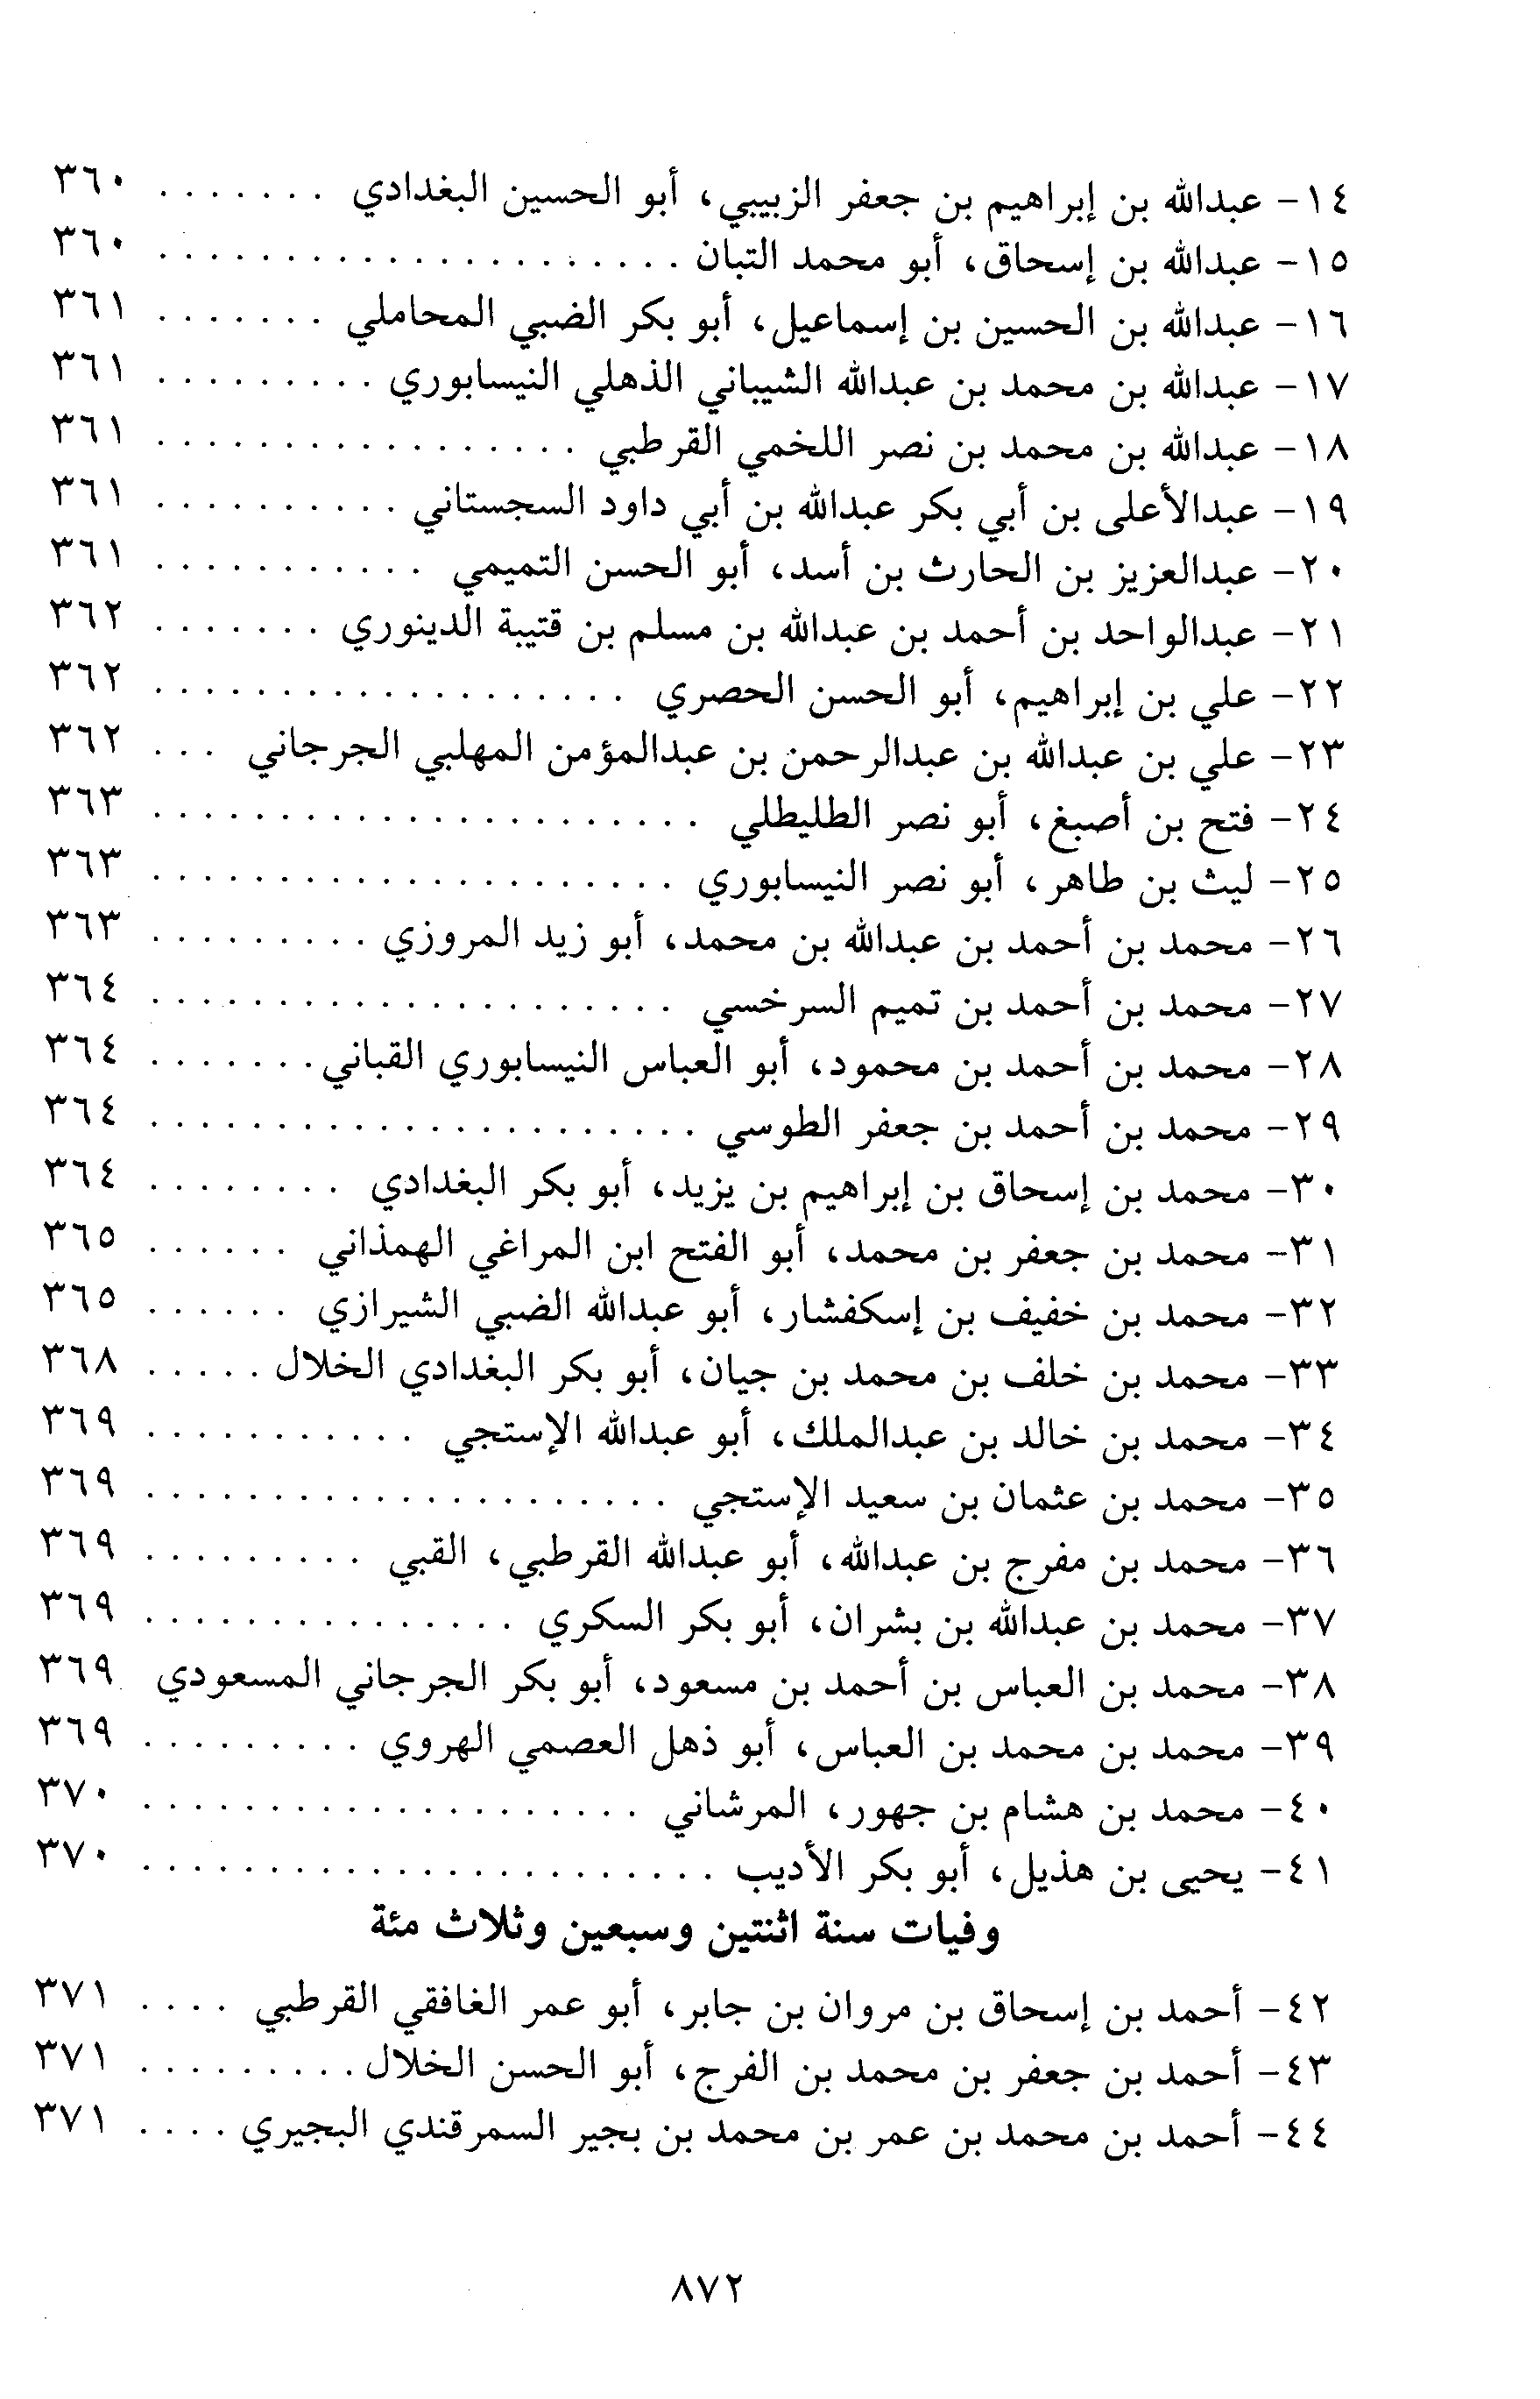 ١٤- عبدالله بن إبراهيم بن جعفر الزبيبي، أبو الحسين البغدادي . . . . . . . ٣٦٠
١٥- عبدالله بن إسحاق، أبو محمد التبان . . . . . . . . . . . . . . . . . . . . . ٣٦٠
١٦- عبدالله بن الحسين بن إسماعيل، أبو بكر الضبي المحاملي . . . . . . . ٣٦١
١٧- عبدالله بن محمد بن عبدالله الشيباني الذهلي النيسابوري . . . . . . . . . ٣٦١
١٨- عبدالله بن محمد بن نصر اللخمي القرطبي . . . . . . . . . . . . . . . . . ٣٦١
١٩- عبدالأعلى بن أبي بكر عبدالله بن أبي داود السجستاني . . . . . . . . . . ٣٦١
٢٠- عبدالعزيز بن الحارث بن أسد، أبو الحسن التميمي . . . . . . . . . . . ٣٦١
٢١- عبدالواحد بن أحمد بن عبدالله بن مسلم بن قتيبة الدينوري . . . . . . . ٣٦٢
٢٢- علي بن إبراهيم، أبو الحسن الحصري . . . . . . . . . . . . . . . . . . . ٣٦٢
٢٣- علي بن عبدالله بن عبدالرحمن بن عبدالمؤمن المهلبي الجرجاني . . . ٣٦٢
٢٤- فتح بن أصبغ، أبو نصر الطليطلي . . . . . . . . . . . . . . . . . . . . . . ٣٦٣
٢٥- ليث بن طاهر، أبو نصر النيسابوري . . . . . . . . . . . . . . . . . . . . . ٣٦٣
٢٦- محمد بن أحمد بن عبدالله بن محمد، أبو زيد المروزي . . . . . . . . . ٣٦٣
٢٧- محمد بن أحمد بن تميم السرخسي . . . . . . . . . . . . . . . . . . . . . ٣٦٤
٢٨- محمد بن أحمد بن محمود، أبو العباس النيسابوري القباني . . . . . . . ٣٦٤
٢٩- محمد بن أحمد بن جعفر الطوسي . . . . . . . . . . . . . . . . . . . . . . ٣٦٤
٣٠- محمد بن إسحاق بن إبراهيم بن يزيد، أبو بكر البغدادي . . . . . . . . ٣٦٤
٣١- محمد بن جعفر بن محمد، أبو الفتح ابن المراغي الهمذاني . . . . . . ٣٦٥
٣٢- محمد بن خفيف بن إسكفشار، أبو عبدالله الضبي الشيرازي . . . . . . ٣٦٥
٣٣- محمد بن خلف بن محمد بن جيان، أبو بكر البغدادي الخلال . . . . . ٣٦٨
٣٤- محمد بن خالد بن عبدالملك، أبو عبدالله الإستجي . . . . . . . . . . . ٣٦٩
٣٥- محمد بن عثمان بن سعيد الإستجي . . . . . . . . . . . . . . . . . . . . . ٣٦٩
٣٦- محمد بن مفرج بن عبدالله، أبو عبدالله القرطبي، القبي . . . . . . . . . ٣٦٩
٣٧- محمد بن عبدالله بن بشران، أبو بكر السكري . . . . . . . . . . . . . . . ٣٦٩
٣٨- محمد بن العباس بن أحمد بن مسعود، أبو بكر الجرجاني المسعودي ٣٦٩
٣٩- محمد بن محمد بن العباس، أبو ذهل العصمي الهروي . . . . . . . . . ٣٦٩
٤٠- محمد بن هشام بن جهور، المرشاني . . . . . . . . . . . . . . . . . . . . ٣٧٠
٤١- يحيى بن هذيل، أبو بكر الأديب . . . . . . . . . . . . . . . . . . . . . . . ٣٧٠
وفيات سنة اثنتين وسبعين وثلاث مئة
٤٢- أحمد بن إسحاق بن مروان بن جابر، أبو عمر الغافقي القرطبي . . . . ٣٧١
٤٣- أحمد بن جعفر بن محمد بن الفرج، أبو الحسن الخلال . . . . . . . . . ٣٧١
٤٤- أحمد بن محمد بن عمر بن محمد بن بجير السمرقندي البجيري . . . . ٣٧١
٨٧٢